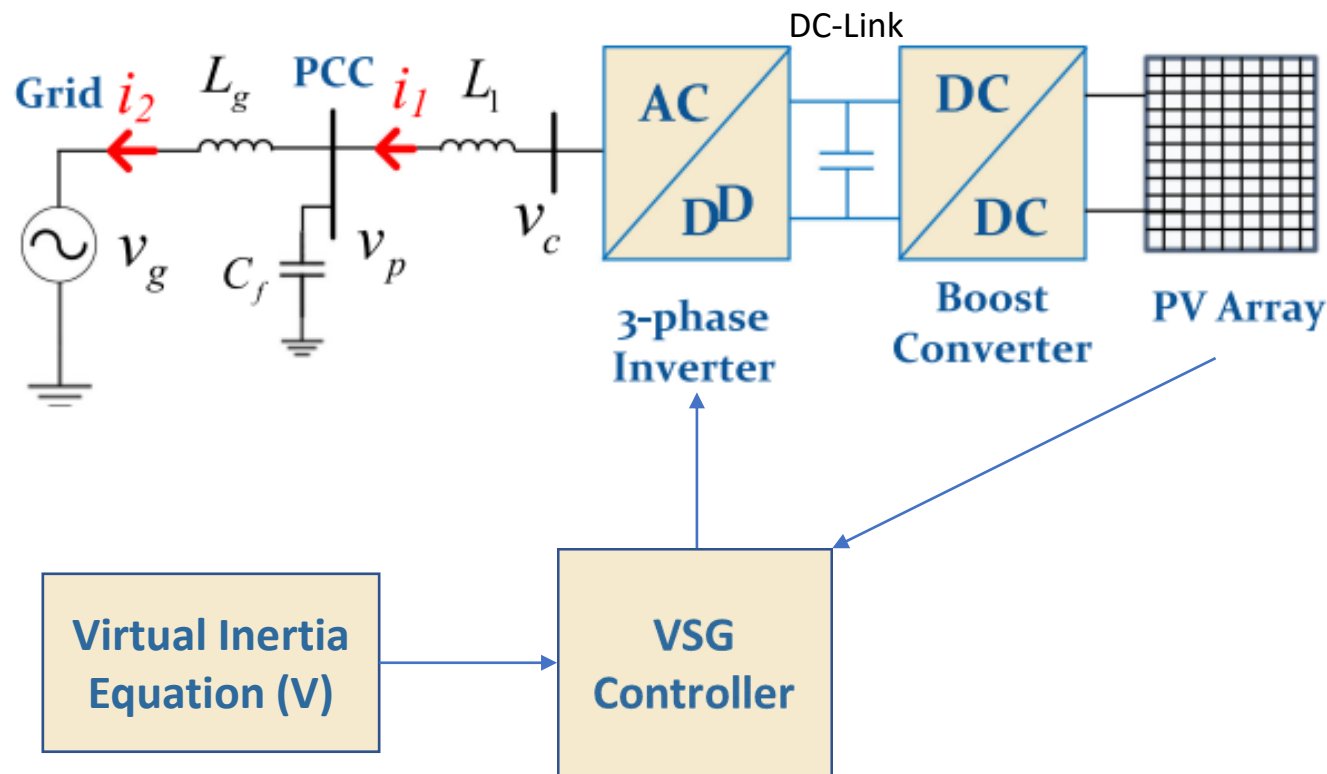 DC-Link
Grid
i2
Lg
PCC
i1
L1
AC
DD
DC
DC
vg
Cf
vp
vc
3-phase
Inverter
Boost
Converter
PV Array
Virtual Inertia
Equation (V)
VSG
Controller